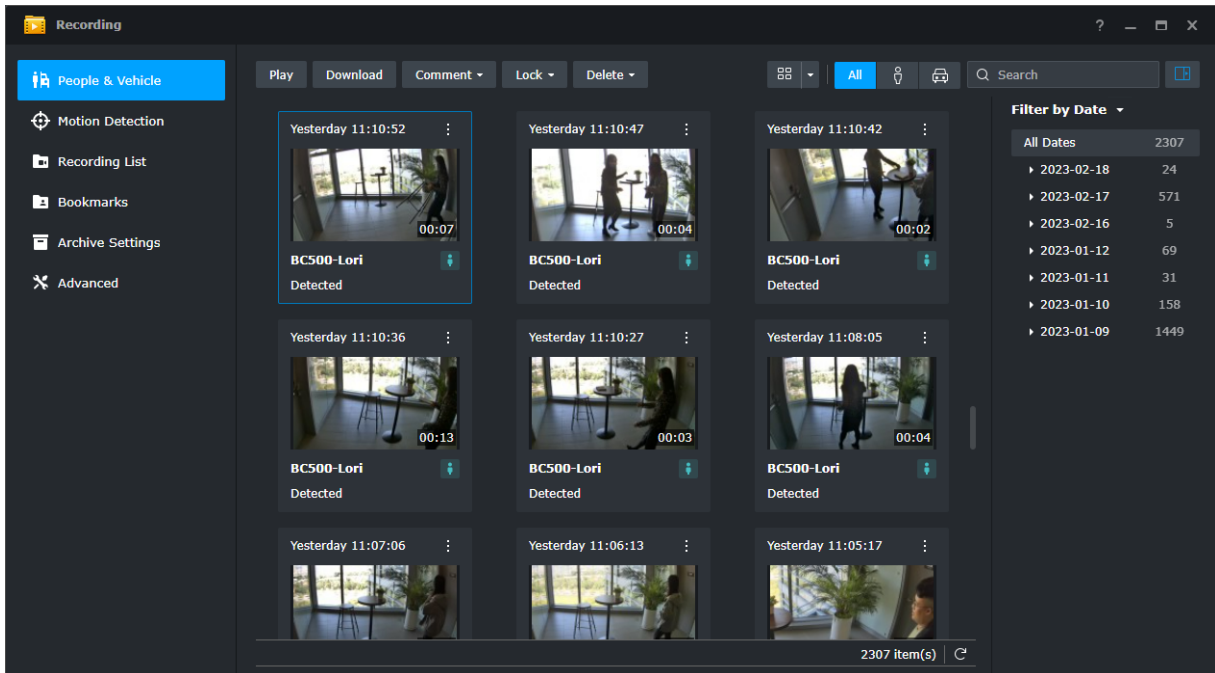 Recording
?
People & Vehicle
Motion Detection
Recording List
Bookmarks
Archive Settings
Advanced
Play Download Comment Lock Delete
All
Search
Yesterday 11:10:52
00:07
BC500-Lori
Detected
Yesterday 11:10:47
00:04
BC500-Lori
Detected
Yesterday 11:10:42
00:02
BC500-Lori
Detected
Yesterday 11:10:36
00:13
BC500-Lori
Detected
Yesterday 11:10:27
00:03
BC500-Lori
Detected
Yesterday 11:08:05
00:04
BC500-Lori
Detected
Yesterday 11:07:06
Yesterday 11:06:13
Yesterday 11:05:17
2307 item(s)
Filter by Date
All Dates 2307
2023-02-18 24
2023-02-17 571
2023-02-16 5
2023-01-12 69
2023-01-11 31
2023-01-10 158
2023-01-09 1449